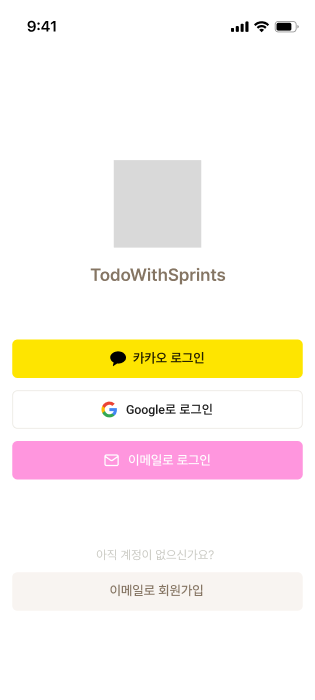 9:41
TodoWithSprints
카카오 로그인
Google로 로그인
이메일로 로그인
아직 계정이 없으신가요?
이메일로 회원가입